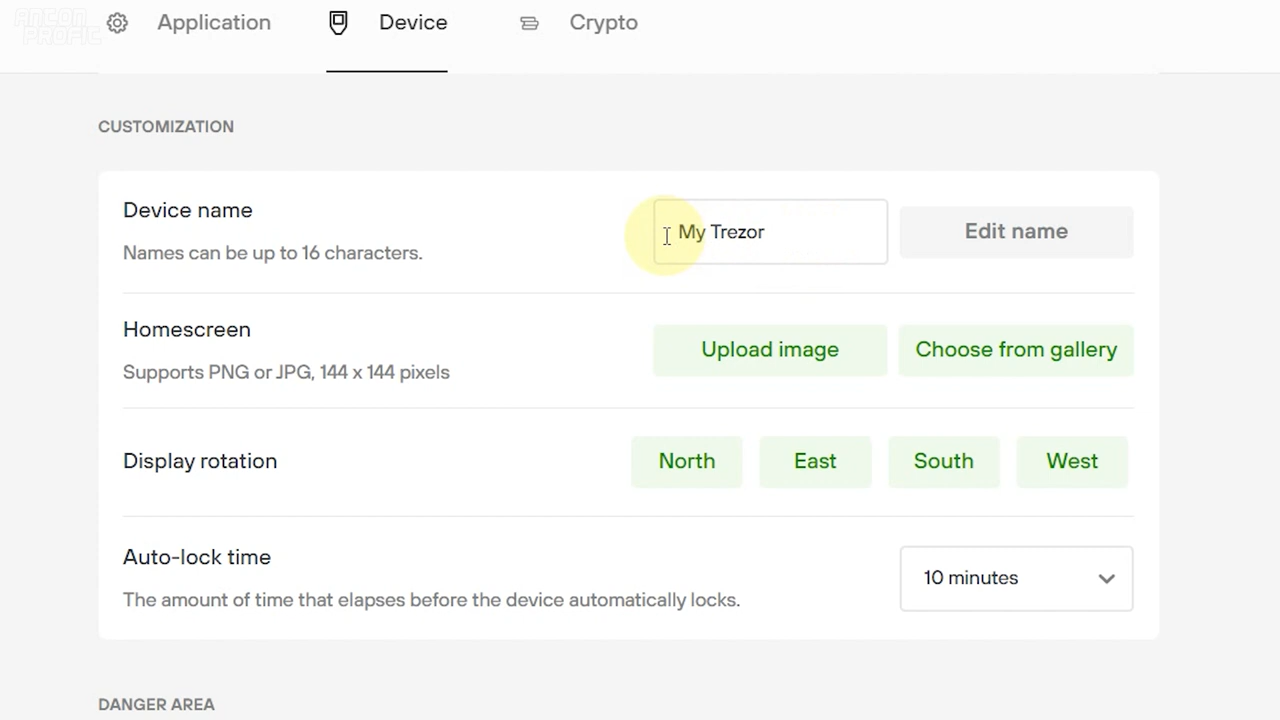 ANTON
PROFIT
Application Device Crypto
CUSTOMIZATION
Device name
Names can be up to 16 characters.
My Trezor
Edit name
Homescreen
Supports PNG or JPG, 144 x 144 pixels
Upload image
Choose from gallery
Display rotation
North East South West
Auto-lock time
The amount of time that elapses before the device automatically locks.
10 minutes
DANGER AREA